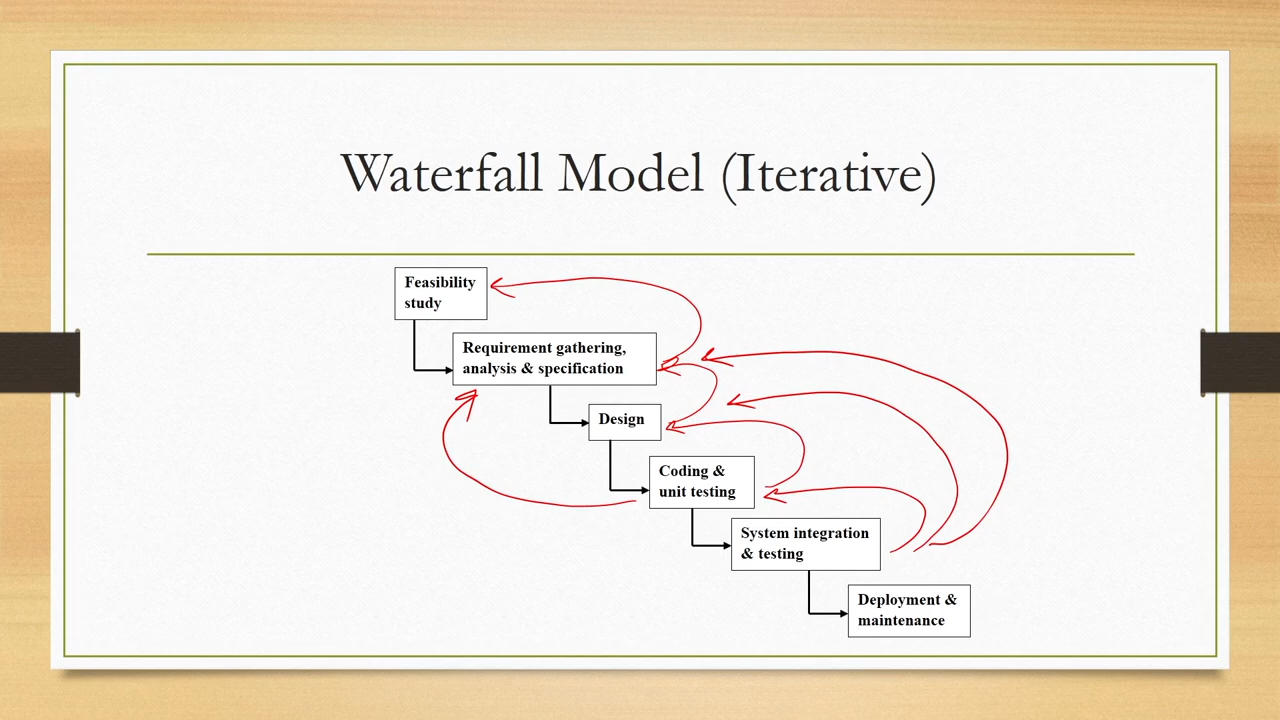 Waterfall Model (Iterative)
Feasibility
study
Requirement gathering,
analysis & specification
Design
Coding &
unit testing
System integration
& testing
Deployment &
maintenance